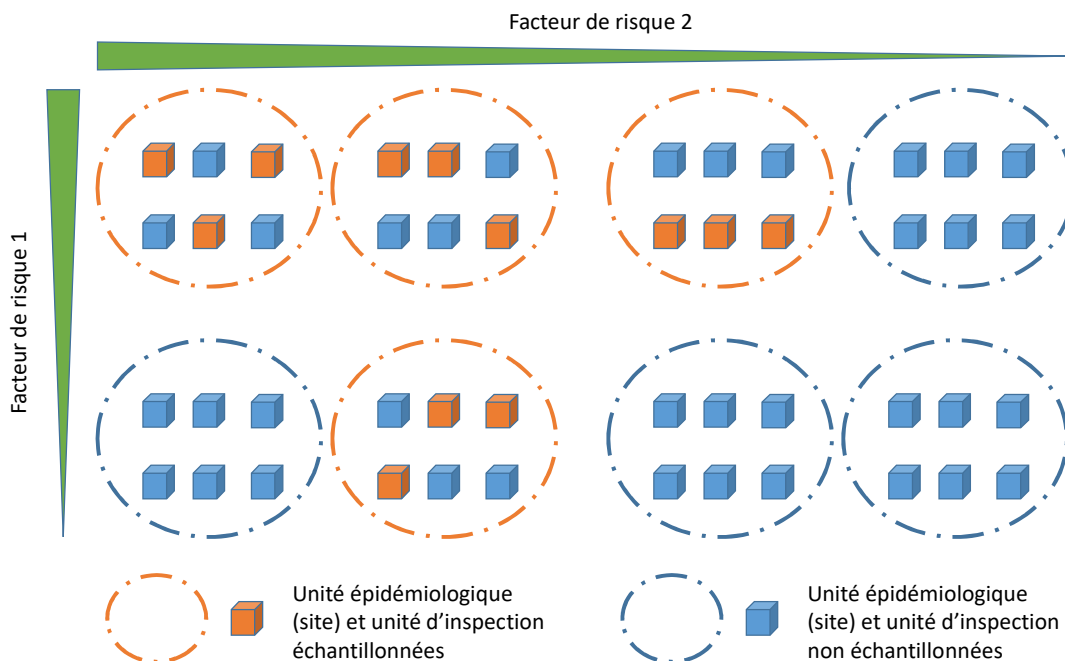 Facteur de risque 2
Facteur de risque 1
Unité épidémiologique
(site) et unité d’inspection
échantillonnées
Unité épidémiologique
(site) et unité d’inspection
non échantillonnées